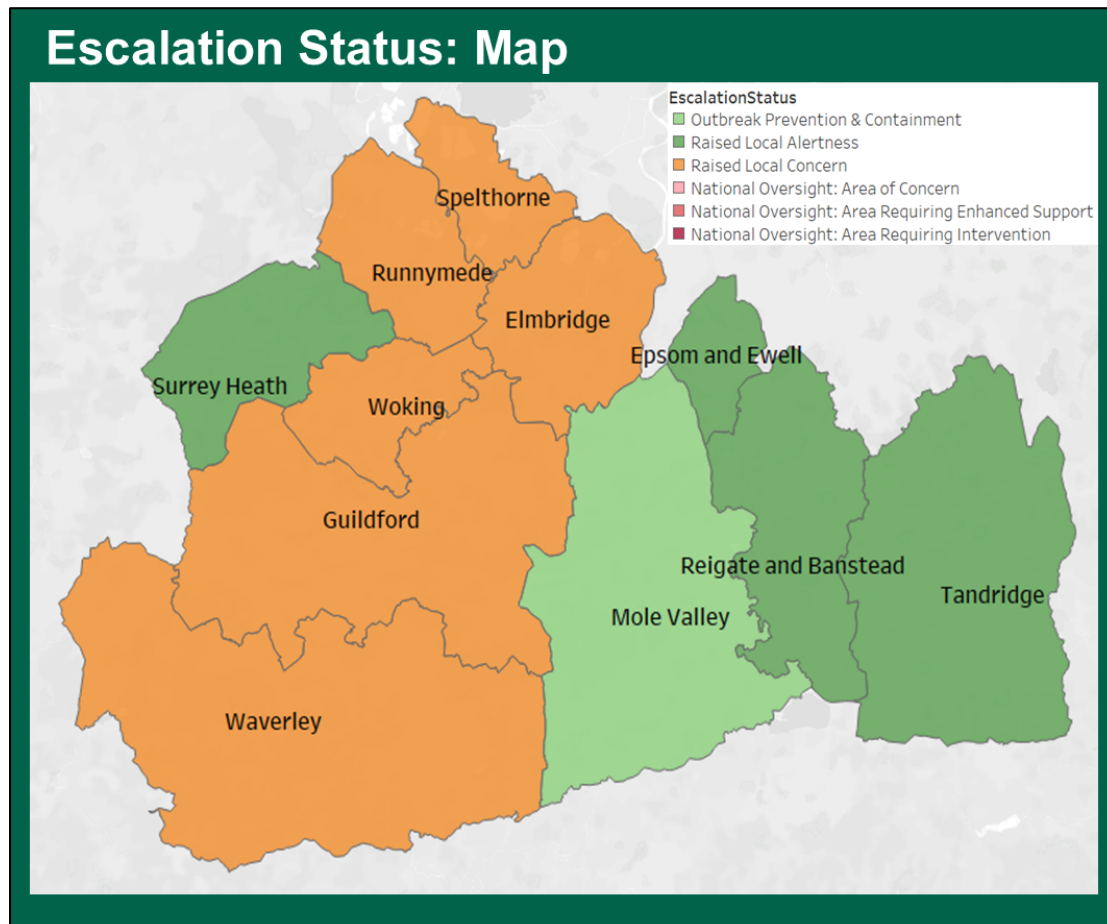 Escalation Status: Map
EscalationStatus
Outbreak Prevention & Containment
Raised Local Alertness
Raised Local Concern
National Oversight: Area of Concern
National Oversight: Area Requiring Enhanced Support
National Oversight: Area Requiring Intervention
Spelthorne
Runnymede
Elmbridge
Epsom and Ewell
Surrey Heath
Woking
Guildford
Reigate and Banstead
Tandridge
Mole Valley
Waverley